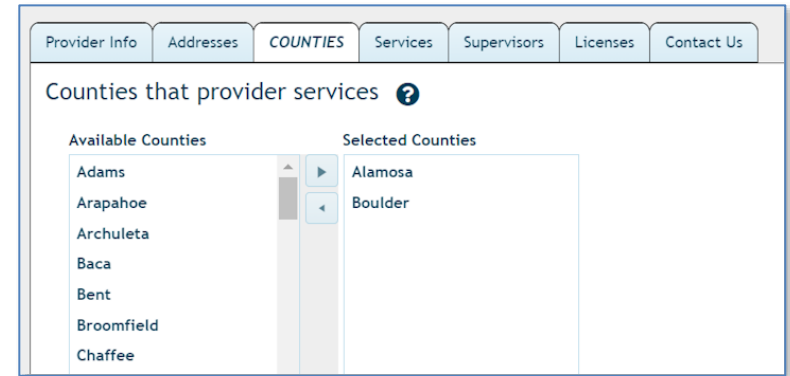 Provider Info Addresses COUNTIES Services Supervisors Licenses Contact Us
Counties that provider services ?
Available Counties
Adams
Arapahoe
Archuleta
Baca
Bent
Broomfield
Chaffee
Selected Counties
Alamosa
Boulder